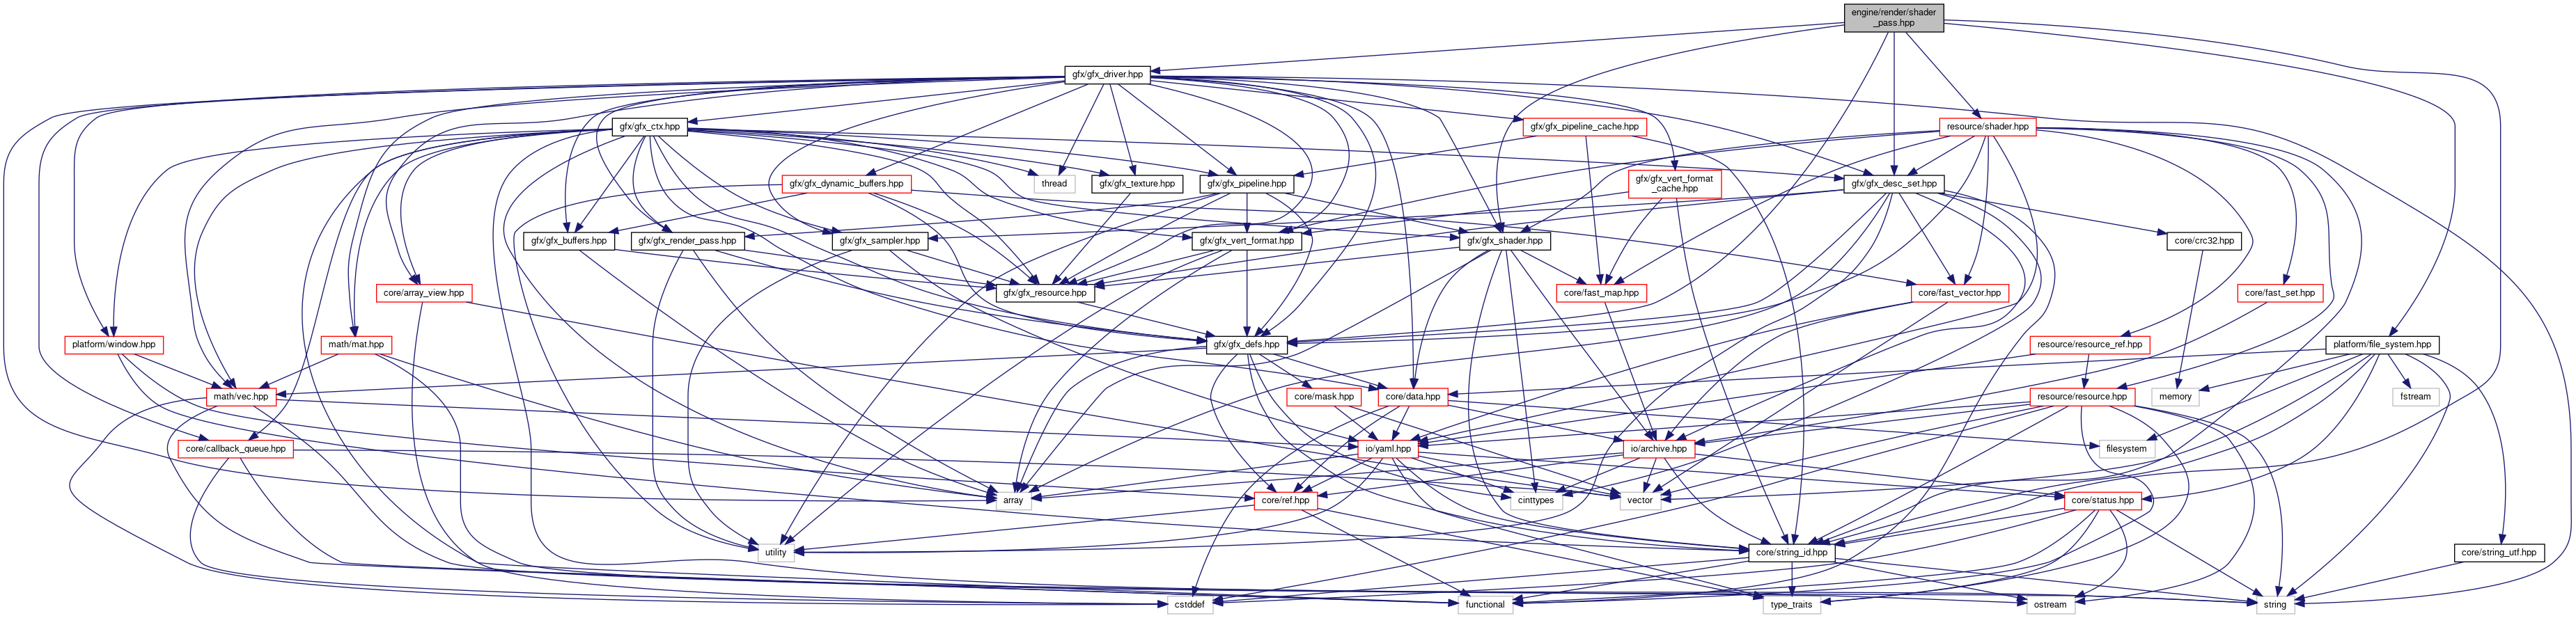 engine/render/shader
_pass.hpp
gfx/gfx_driver.hpp
gfx/gfx_ctx.hpp
gfx/gfx_pipeline_cache.hpp
resource/shader.hpp
gfx/gfx_dynamic_buffers.hpp
thread
gfx/gfx_texture.hpp
gfx/gfx_pipeline.hpp
gfx/gfx_vert_format
_cache.hpp
gfx/gfx_desc_set.hpp
gfx/gfx_buffers.hpp
gfx/gfx_render_pass.hpp
gfx/gfx_sampler.hpp
gfx/gfx_vert_format.hpp
gfx/gfx_shader.hpp
core/crc32.hpp
core/array_view.hpp
gfx/gfx_resource.hpp
core/fast_map.hpp
core/fast_vector.hpp
core/fast_set.hpp
platform/window.hpp
math/mat.hpp
gfx/gfx_defs.hpp
resource/resource_ref.hpp
platform/file_system.hpp
math/vec.hpp
core/mask.hpp
core/data.hpp
resource/resource.hpp
memory
fstream
core/callback_queue.hpp
io/yaml.hpp
io/archive.hpp
filesystem
array
core/ref.hpp
cinttypes
vector
core/status.hpp
utility
core/string_id.hpp
core/string_utf.hpp
cstddef
functional
type_traits
ostream
string